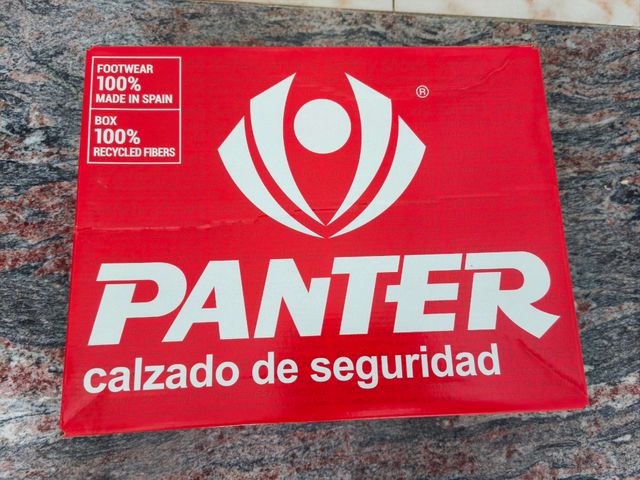 FOOTWEAR
100%
MADE IN SPAIN
BOX
100%
RECYCLED FIBERS
®
PANTER
calzado de seguridad